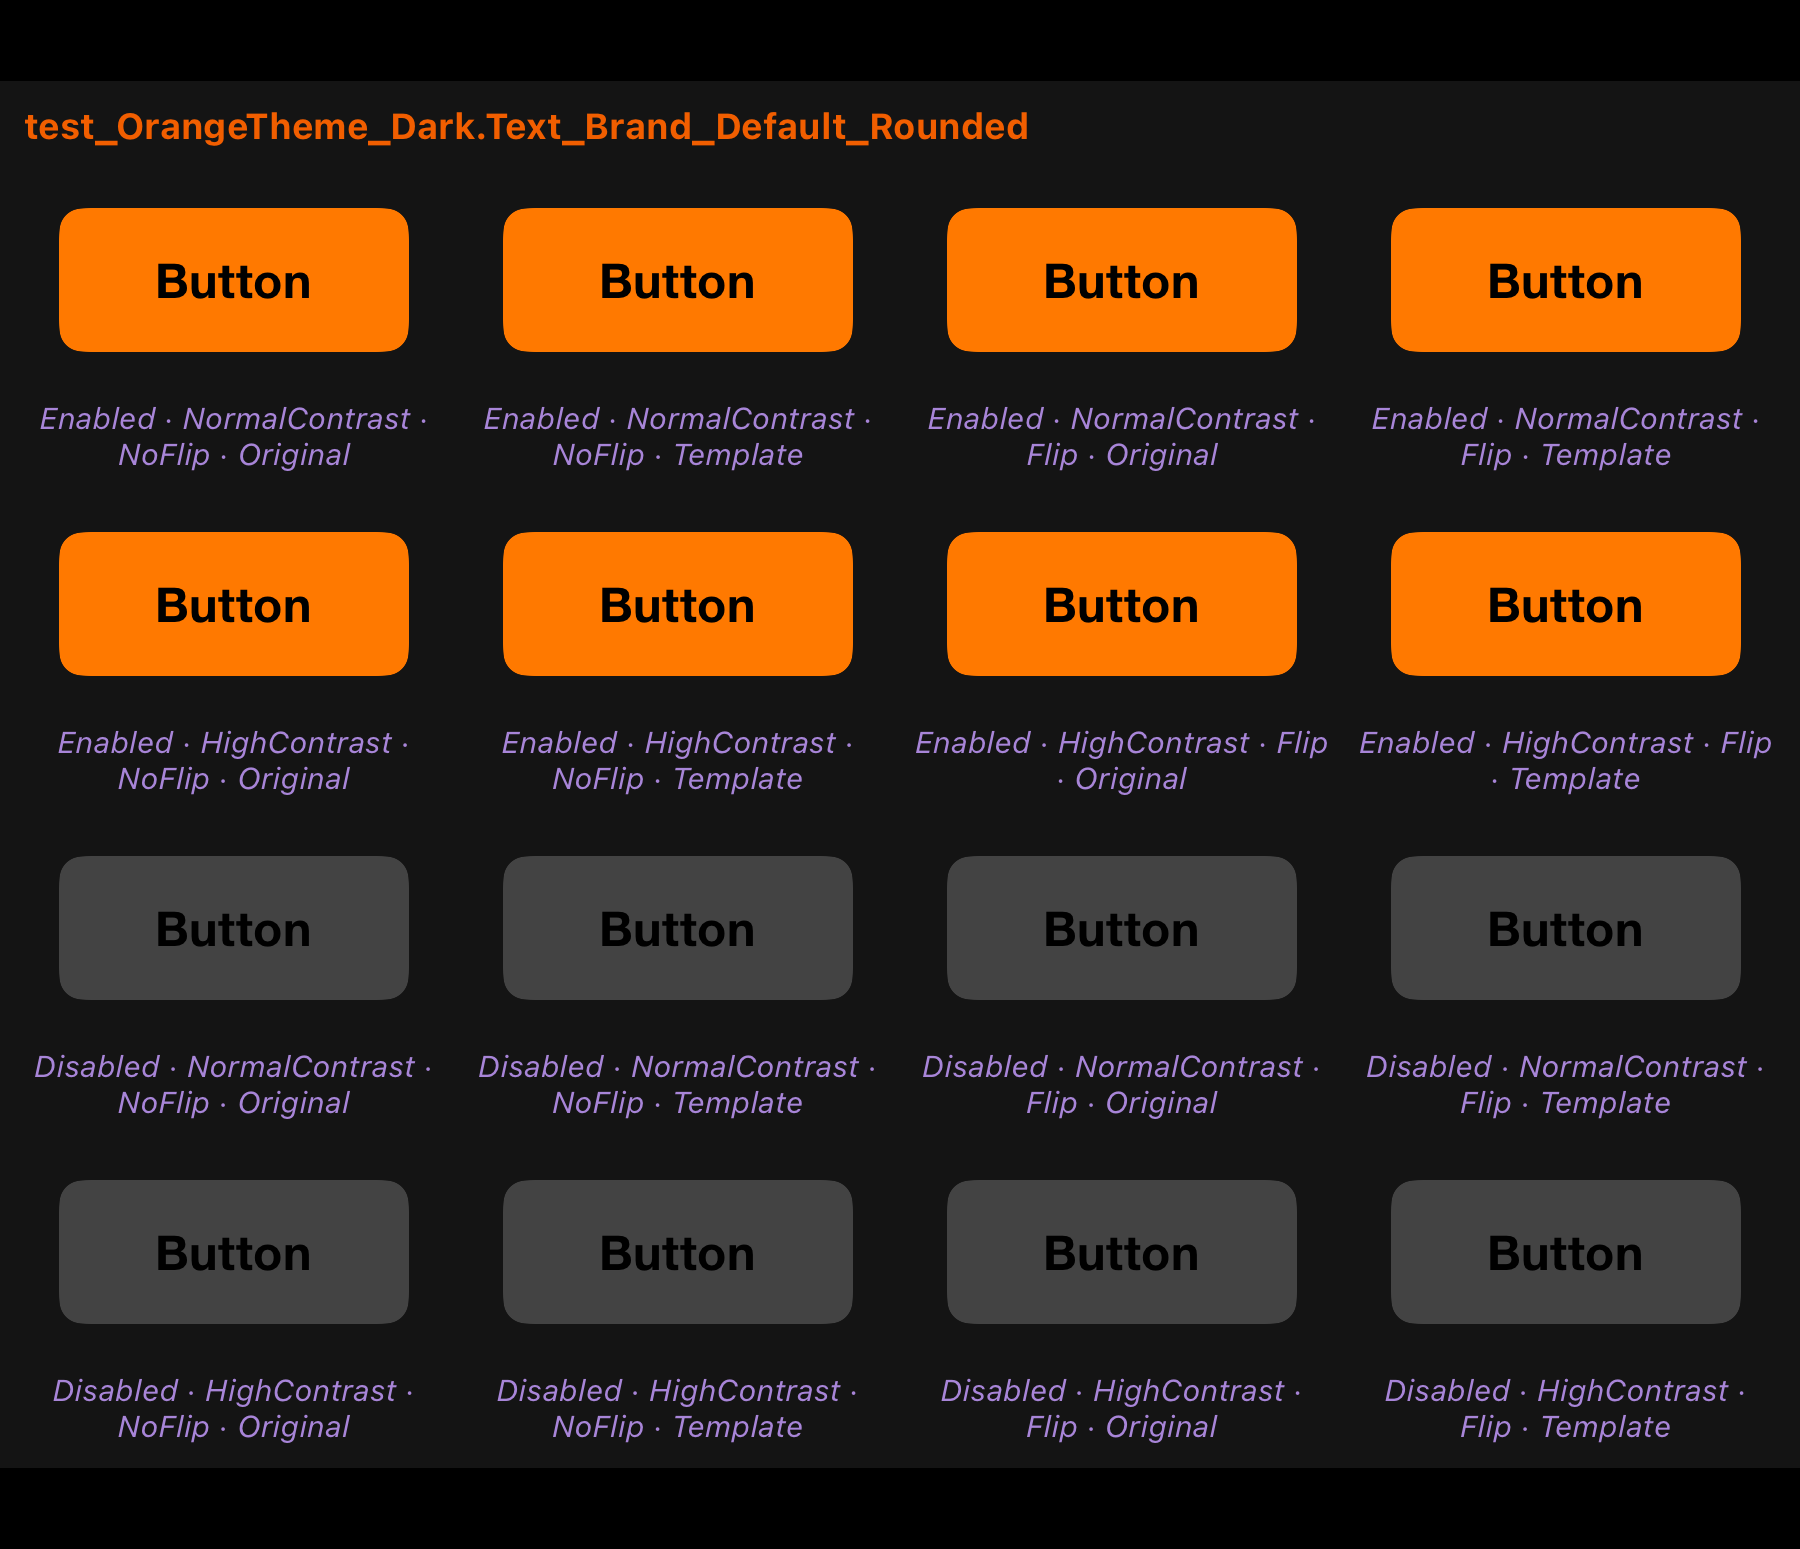 test_OrangeTheme_Dark.Text_Brand_Default_Rounded
Button
Button
Button
Button
Enabled · NormalContrast ·
NoFlip · Original
Enabled · NormalContrast ·
NoFlip · Template
Enabled · NormalContrast ·
Flip · Original
Enabled · NormalContrast ·
Flip · Template
Button
Button
Button
Button
Enabled · HighContrast ·
NoFlip · Original
Enabled · HighContrast ·
NoFlip · Template
Enabled · HighContrast · Flip
· Original
Enabled · HighContrast · Flip
· Template
Button
Button
Button
Button
Disabled · NormalContrast ·
NoFlip · Original
Disabled · NormalContrast ·
NoFlip · Template
Disabled · NormalContrast ·
Flip · Original
Disabled · NormalContrast ·
Flip · Template
Button
Button
Button
Button
Disabled · HighContrast ·
NoFlip · Original
Disabled · HighContrast ·
NoFlip · Template
Disabled · HighContrast ·
Flip · Original
Disabled · HighContrast ·
Flip · Template